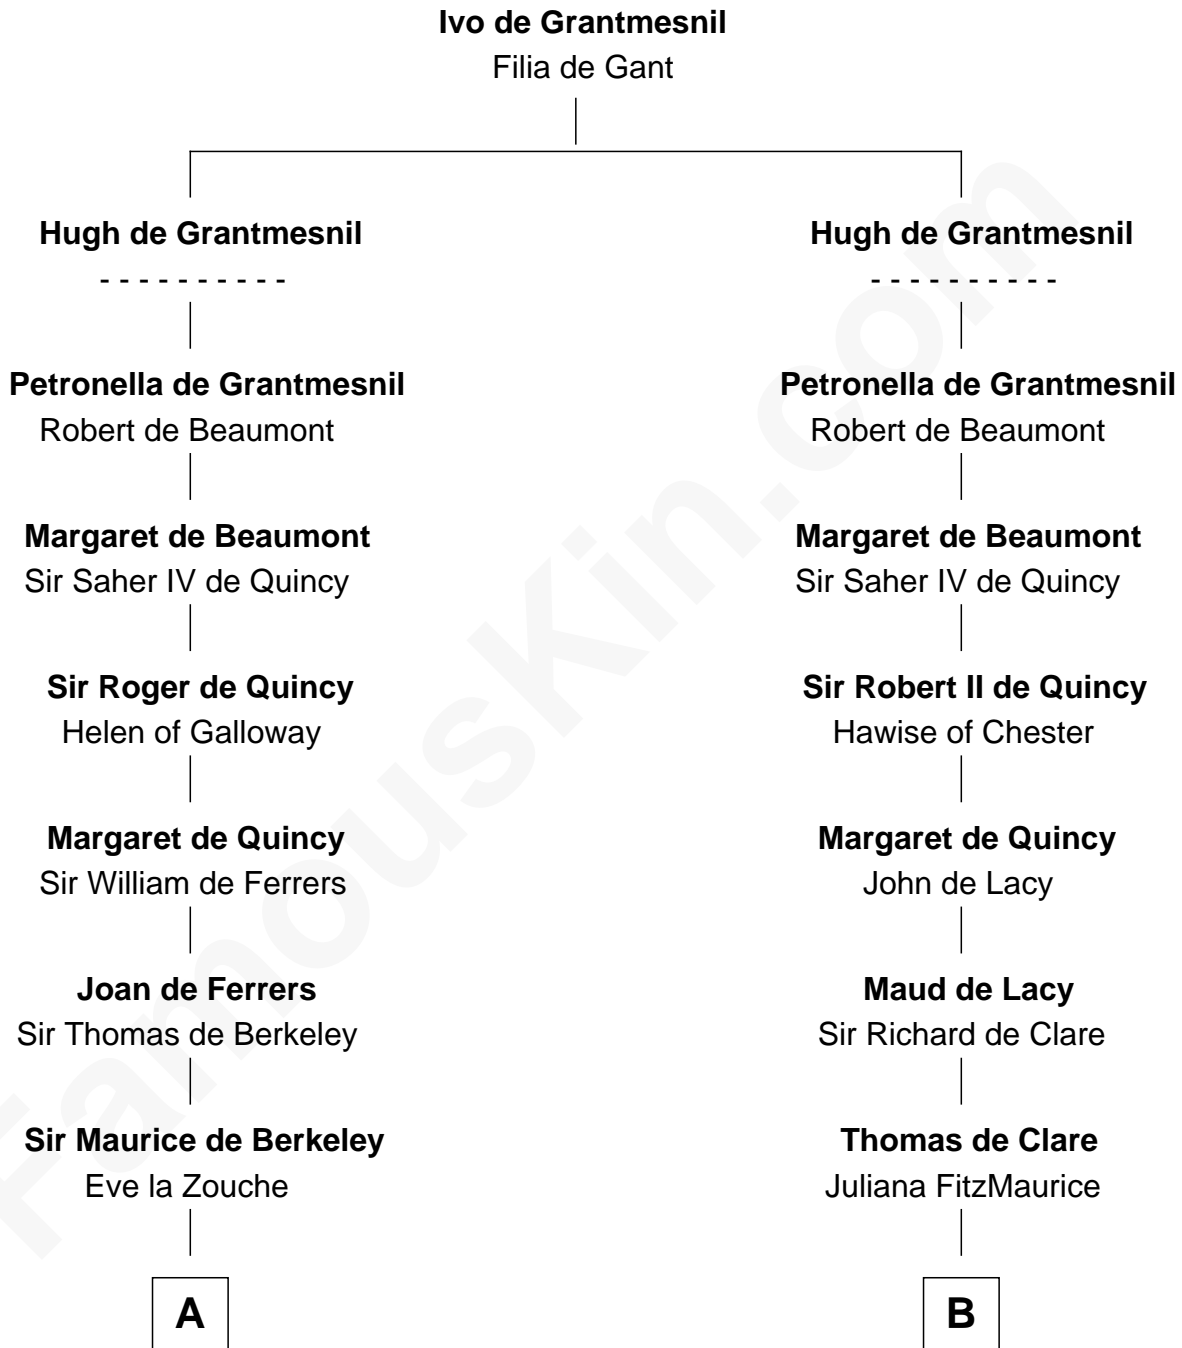 Ivo de Grantmesnil
Filia de Gant
Hugh de Grantmesnil
- - - - - - - - - -
Petronella de Grantmesnil
Robert de Beaumont
Margaret de Beaumont
Sir Saher IV de Quincy
Sir Roger de Quincy
Helen of Galloway
Margaret de Quincy
Sir William de Ferrers
Joan de Ferrers
Sir Thomas de Berkeley
Sir Maurice de Berkeley
Eve la Zouche
A
Hugh de Grantmesnil
- - - - - - - - - -
Petronella de Grantmesnil
Robert de Beaumont
Margaret de Beaumont
Sir Saher IV de Quincy
Sir Robert II de Quincy
Hawise of Chester
Margaret de Quincy
John de Lacy
Maud de Lacy
Sir Richard de Clare
Thomas de Clare
Juliana FitzMaurice
B
FamousKin.com